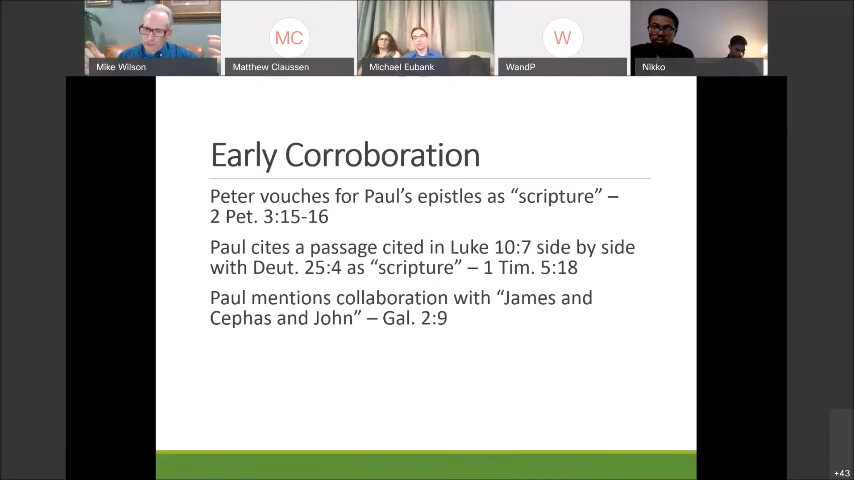 MC
W
Mike Wilson
Matthew Claussen
Michael Eubank
WandP
Nikko
Early Corroboration
Peter vouches for Paul’s epistles as “scripture” –
2 Pet. 3:15-16
Paul cites a passage cited in Luke 10:7 side by side
with Deut. 25:4 as “scripture” – 1 Tim. 5:18
Paul mentions collaboration with “James and
Cephas and John” – Gal. 2:9
+43